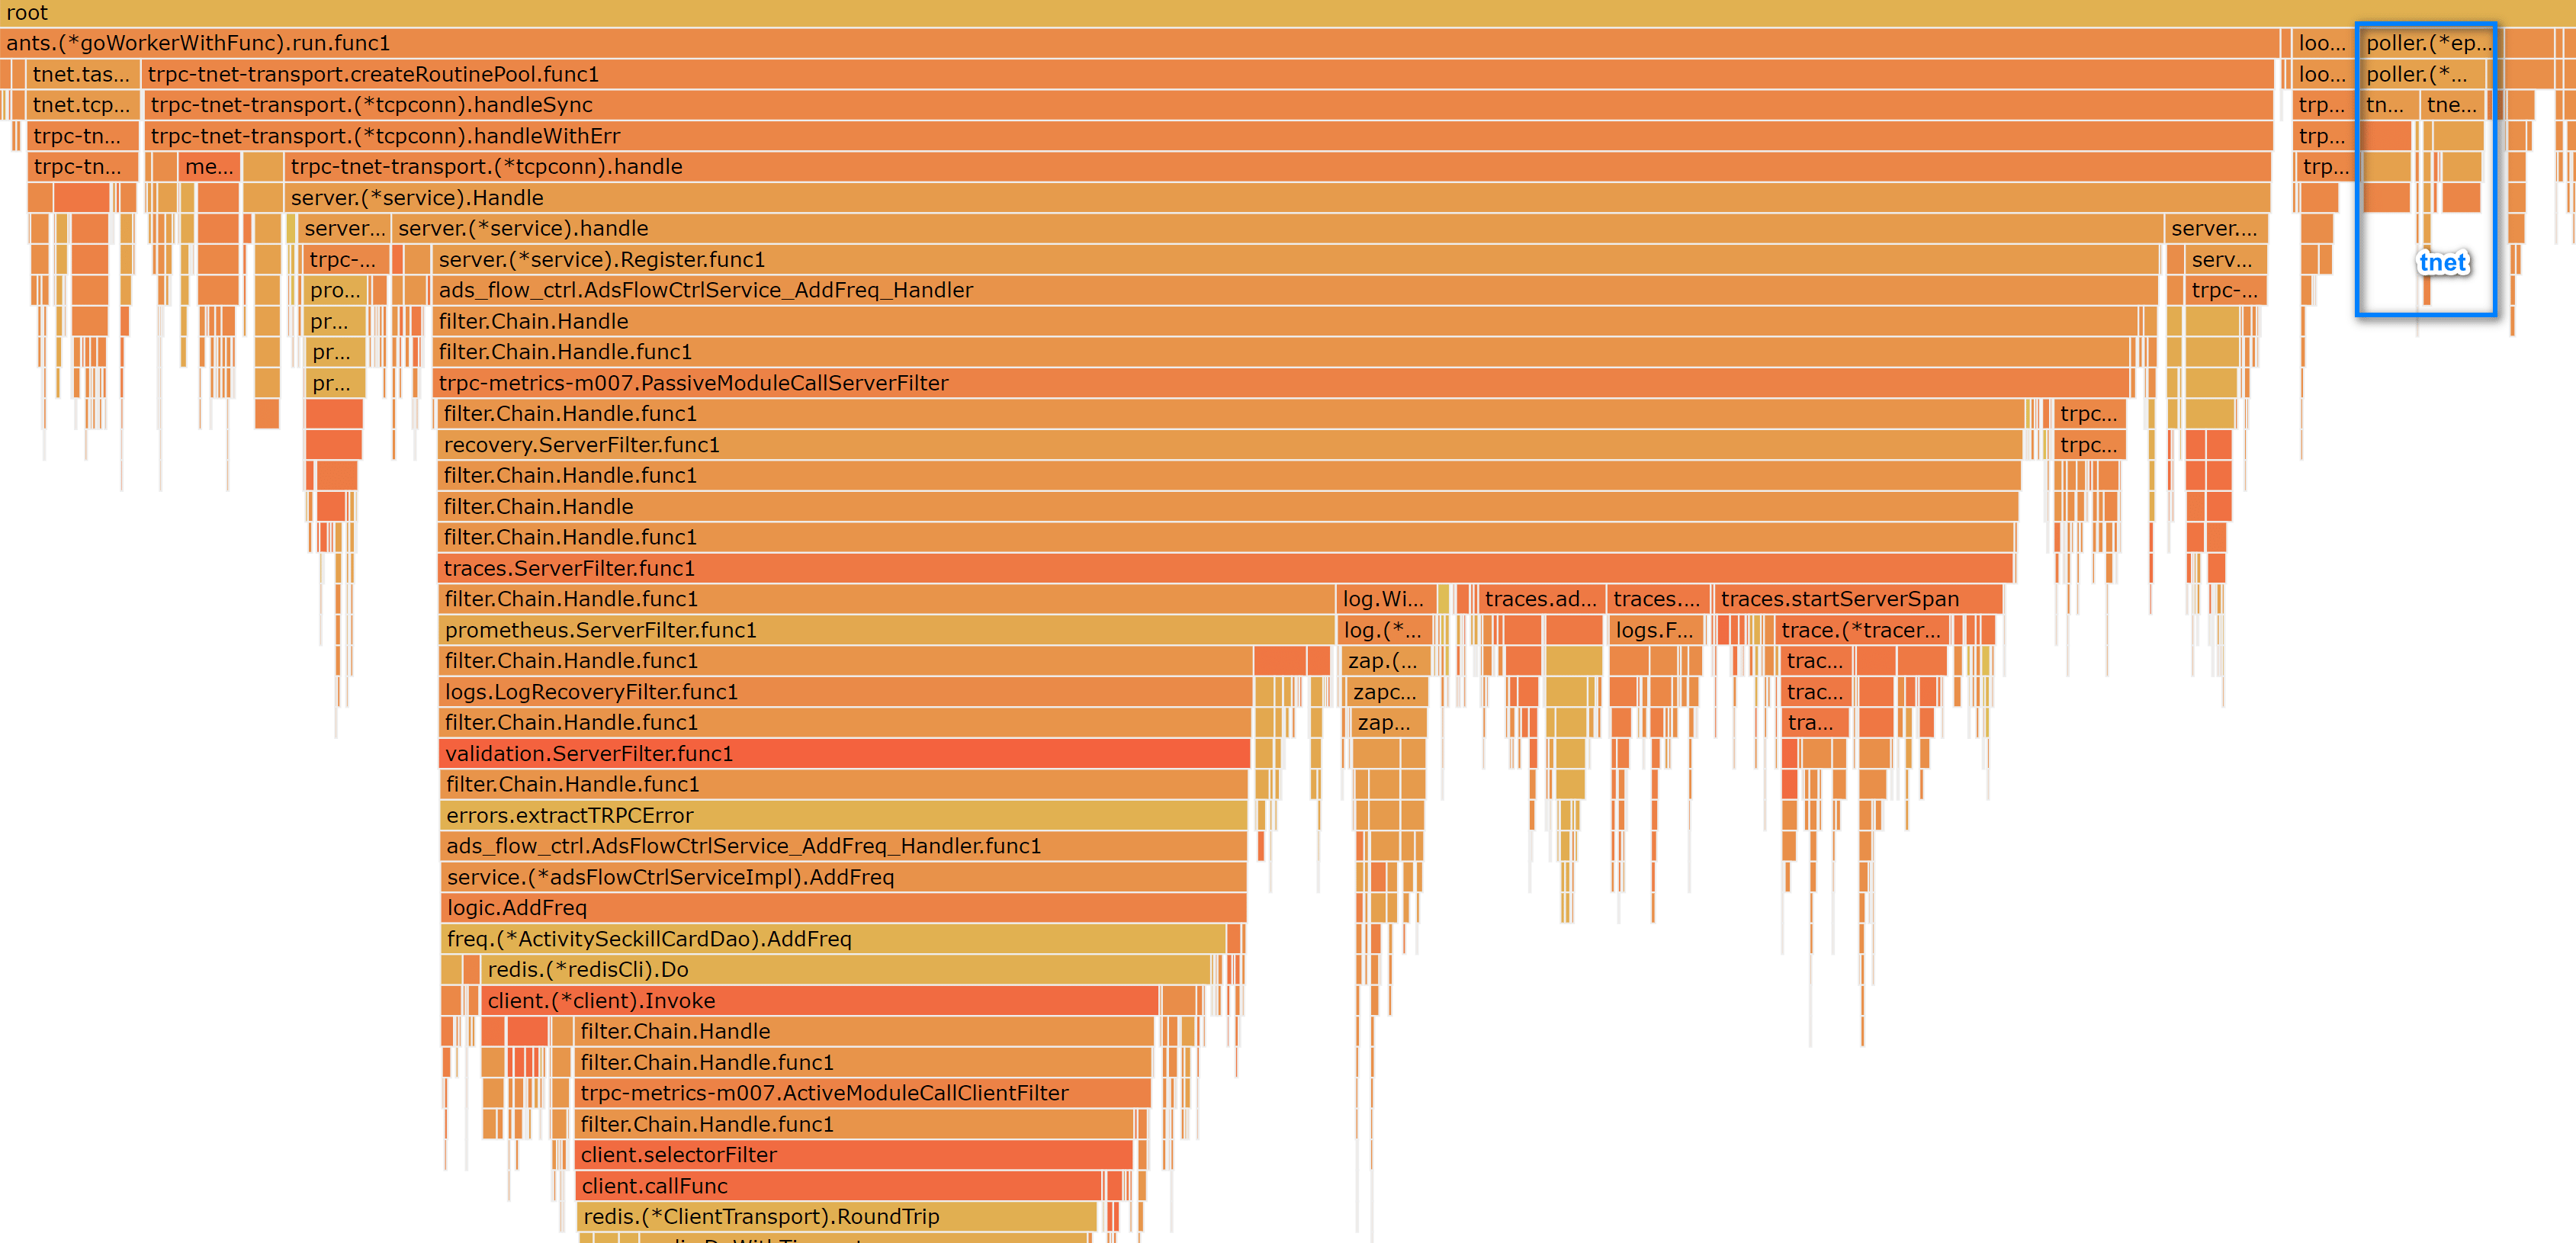 root
ants.(*goWorkerWithFunc).run.func1 loo... poller.(*ep...
tnet.tas... trpc-tnet-transport.createRoutinePool.func1 loo... poller.(*...
tnet.tcp... trpc-tnet-transport.(*tcpconn).handleSync trp... tn... tne...
trpc-tn... trpc-tnet-transport.(*tcpconn).handleWithErr trp...
trpc-tn... me... trpc-tnet-transport.(*tcpconn).handle trp...
server.(*service).Handle
server... server.(*service).handle server....
trpc-... server.(*service).Register.func1 serv... tnet
pro... ads_flow_ctrl.AdsFlowCtrlService_AddFreq_Handler trpc-...
pr... filter.Chain.Handle
pr... filter.Chain.Handle.func1
pr... trpc-metrics-m007.PassiveModuleCallServerFilter
filter.Chain.Handle.func1 trpc...
recovery.ServerFilter.func1 trpc...
filter.Chain.Handle.func1
filter.Chain.Handle
filter.Chain.Handle.func1
traces.ServerFilter.func1
filter.Chain.Handle.func1 log.Wi... traces.ad... traces.... traces.startServerSpan
prometheus.ServerFilter.func1 log.(*... logs.F... trace.(*tracer...
filter.Chain.Handle.func1 zap.(... trac...
logs.LogRecoveryFilter.func1 zapc... trac...
filter.Chain.Handle.func1 zap... tra...
validation.ServerFilter.func1
filter.Chain.Handle.func1
errors.extractTRPCError
ads_flow_ctrl.AdsFlowCtrlService_AddFreq_Handler.func1
service.(*adsFlowCtrlServiceImpl).AddFreq
logic.AddFreq
freq.(*ActivitySeckillCardDao).AddFreq
redis.(*redisCli).Do
client.(*client).Invoke
filter.Chain.Handle
filter.Chain.Handle.func1
trpc-metrics-m007.ActiveModuleCallClientFilter
filter.Chain.Handle.func1
client.selectorFilter
client.callFunc
redis.(*ClientTransport).RoundTrip